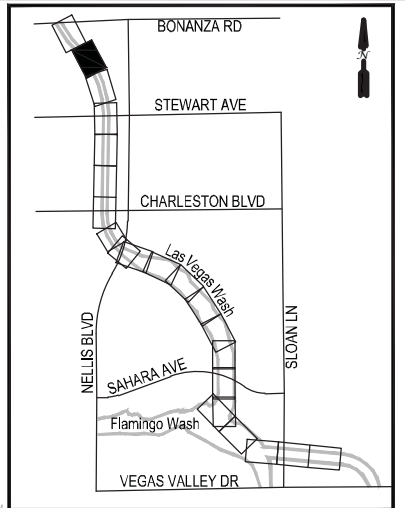 BONANZA RD
N
STEWART AVE
CHARLESTON BLVD
Las Vegas Wash
NELLIS BLVD
SLOAN LN
SAHARA AVE
Flamingo Wash
VEGAS VALLEY DR